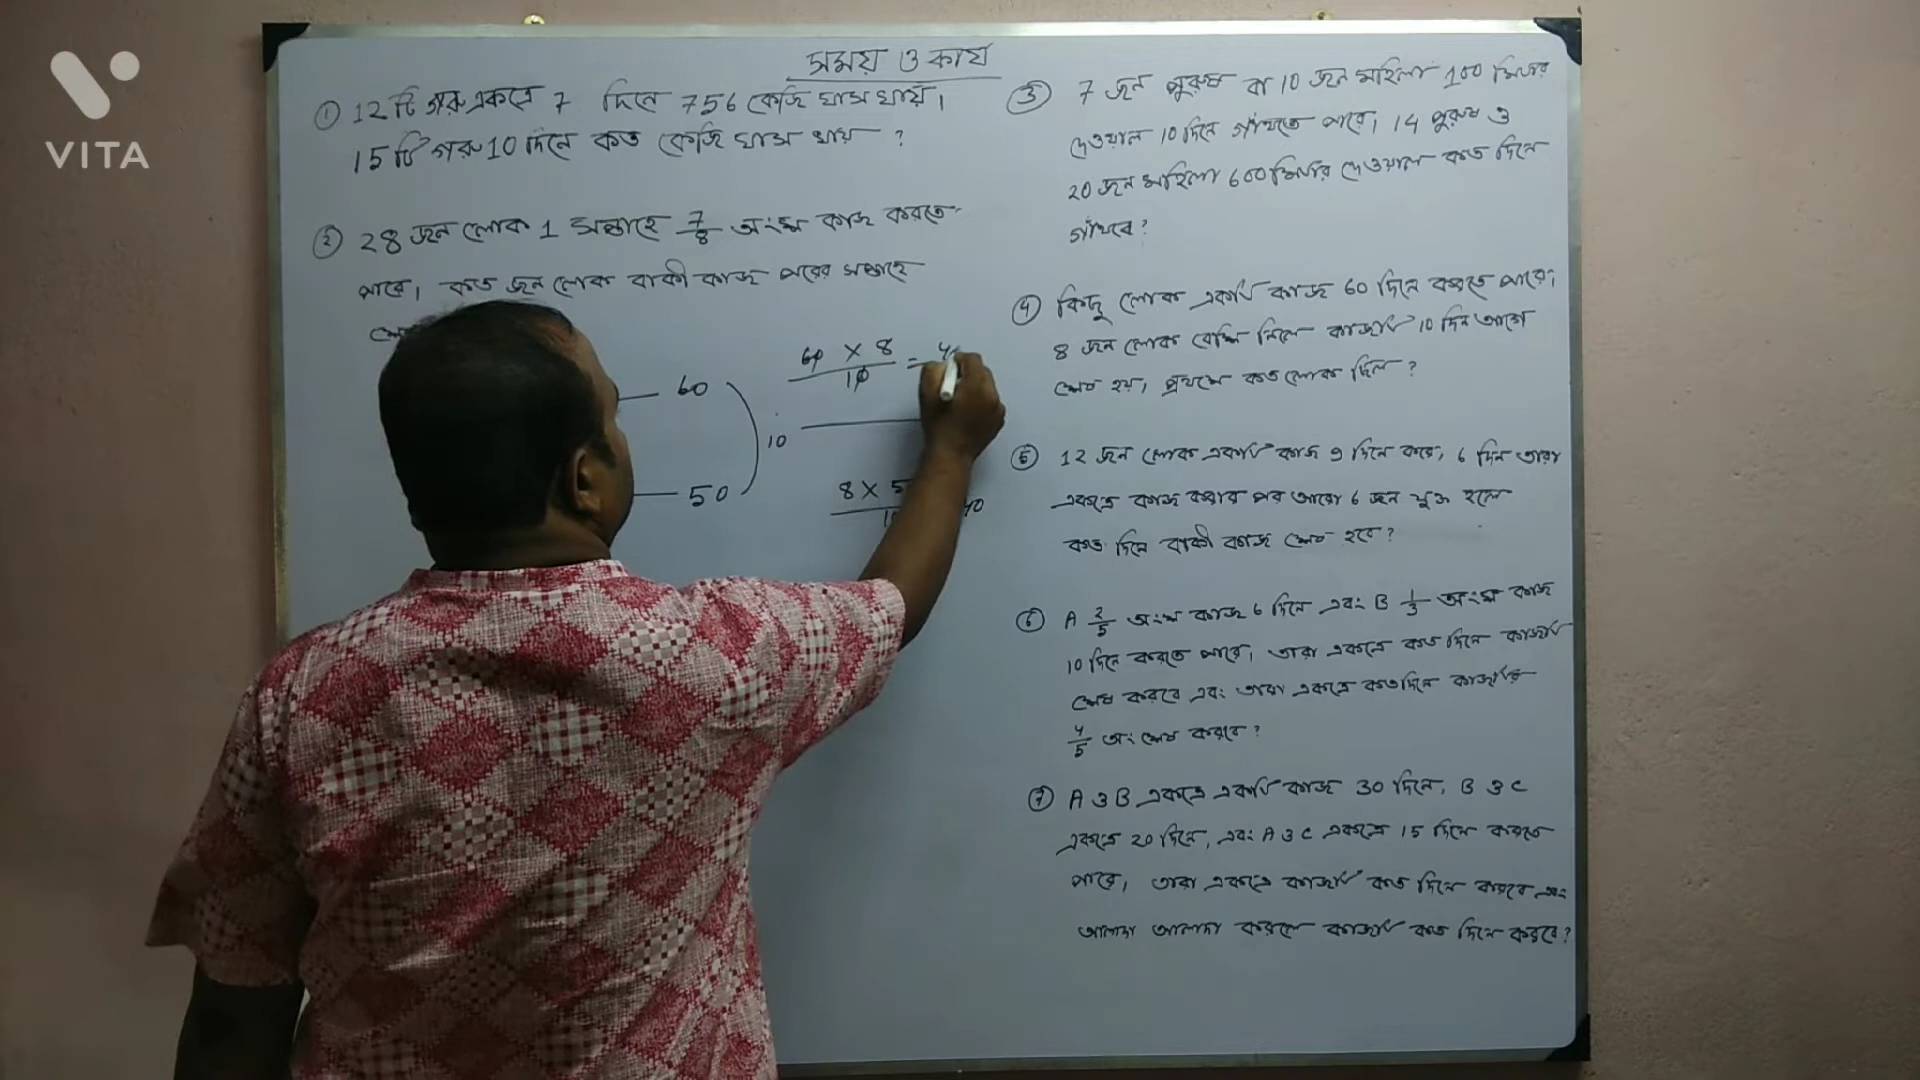 VITA
সময় ও কার্য
① 12 টি গরু একত্রে 7 দিনে 756 কেজি ঘাস খায়।
15 টি গরু 10 দিনে কত কেজি ঘাস খায় ?
② 28 জন লোক 1 সপ্তাহে 7/8 অংশ কাজ করতে
পারে। কত জন লোক বাকী কাজ পরের সপ্তাহে
60 × 8 / 10 =
60
10
50
8 × 5
40
③ 7 জন পুরুষ বা 10 জন মহিলা 100 মিটার
দেওয়াল 10 দিনে গাঁথতে পারে। 14 পুরুষ ও
20 জন মহিলা 600 মিটার দেওয়াল কত দিনে
গাঁথবে?
④ কিছু লোক একটি কাজ 60 দিনে করতে পারে।
8 জন লোক বেশি নিলে কাজটি 10 দিন আগে
শেষ হয়। প্রথমে কত লোক ছিল ?
⑤ 12 জন লোক একটি কাজ 9 দিনে করে। 6 দিন তারা
একত্রে কাজ করার পর আরো 6 জন যুক্ত হলে
কত দিনে বাকী কাজ শেষ হবে?
⑥ A 2/5 অংশ কাজ 6 দিনে এবং B 1/3 অংশ কাজ
10 দিনে করতে পারে। তারা একত্রে কত দিনে কাজটি
শেষ করবে এবং তারা একত্রে কতদিনে কাজটির
4/5 অং শেষ করবে ?
⑦ A ও B একত্রে একটি কাজ 30 দিনে, B ও C
একত্রে 20 দিনে, এবং A ও C একত্রে 15 দিনে করতে
পারে। তারা একত্রে কাজটি কত দিনে করবে এবং
আলাদা আলাদা করলে কাজটি কত দিনে করবে?